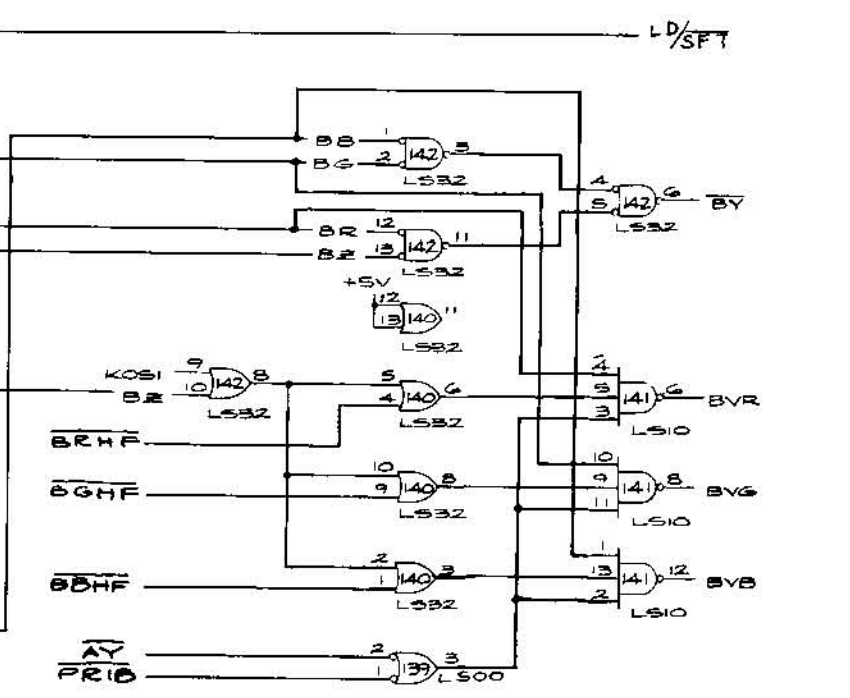 LD/SFT
BB 1 142 3
BG 2 LS32
4 142 6 BY
5 LS32
BR 12 142 11
BZ 13 LS32
+5V
12 11
13 140
LS32
KOSI 9 142 8 5 140 6 4 141 6 BVR
BZ 10 LS32 4 LS32 5
3 LS10
BRHF
10 10
BGHF 9 140 8 9 141 8 BVG
LS32 11 LS10
2 1
BBHF 1 140 3 13 141 12 BVB
LS32 2 LS10
AY 2 139 3
PRIB 1 LS00